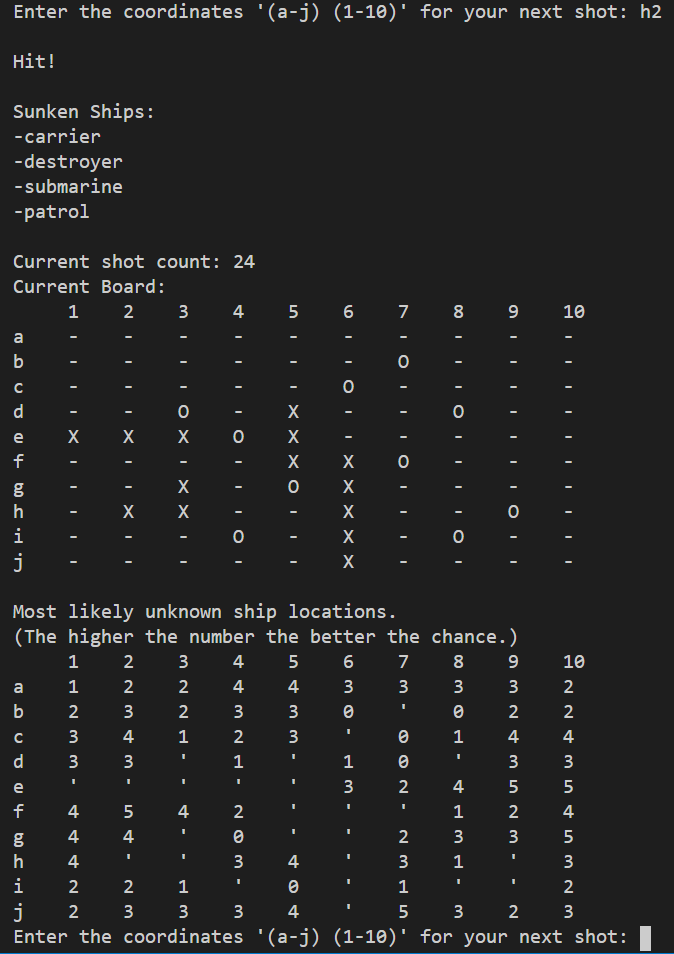 Enter the coordinates '(a-j) (1-10)' for your next shot: h2
Hit!
Sunken Ships:
-carrier
-destroyer
-submarine
-patrol
Current shot count: 24
Current Board:
1 2 3 4 5 6 7 8 9 10
a - - - - - - - - - -
b - - - - - - O - - -
c - - - - - O - - - -
d - - O - X - - O - -
e X X X O X - - - - -
f - - - - X X O - - -
g - - X - O X - - - -
h - X X - - X - - O -
i - - - O - X - O - -
j - - - - - X - - - -
Most likely unknown ship locations.
(The higher the number the better the chance.)
1 2 3 4 5 6 7 8 9 10
a 1 2 2 4 4 3 3 3 3 2
b 2 3 2 3 3 0 ' 0 2 2
c 3 4 1 2 3 ' 0 1 4 4
d 3 3 ' 1 ' 1 0 ' 3 3
e ' ' ' ' ' 3 2 4 5 5
f 4 5 4 2 ' ' ' 1 2 4
g 4 4 ' 0 ' ' 2 3 3 5
h 4 ' ' 3 4 ' 3 1 ' 3
i 2 2 1 ' 0 ' 1 ' ' 2
j 2 3 3 3 4 ' 5 3 2 3
Enter the coordinates '(a-j) (1-10)' for your next shot: